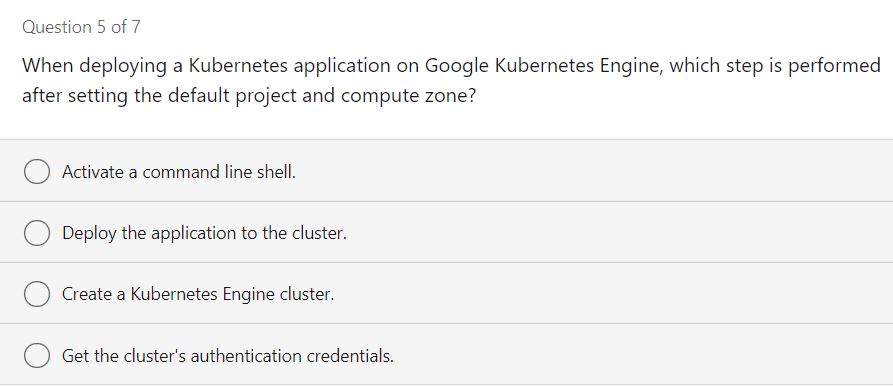 Question 5 of 7
When deploying a Kubernetes application on Google Kubernetes Engine, which step is performed
after setting the default project and compute zone?
Activate a command line shell.
Deploy the application to the cluster.
Create a Kubernetes Engine cluster.
Get the cluster's authentication credentials.